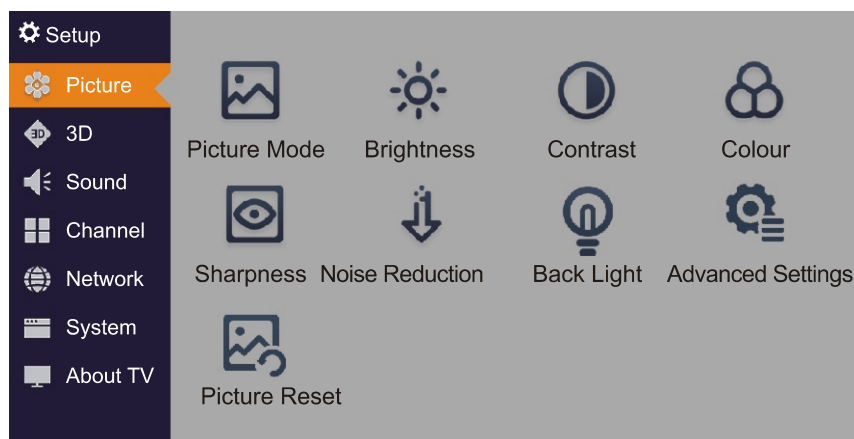 Setup
Picture
3D
3D
Sound
Channel
Network
System
About TV
Picture Mode
Brightness
Contrast
Colour
Sharpness
Noise Reduction
Back Light
Advanced Settings
Picture Reset